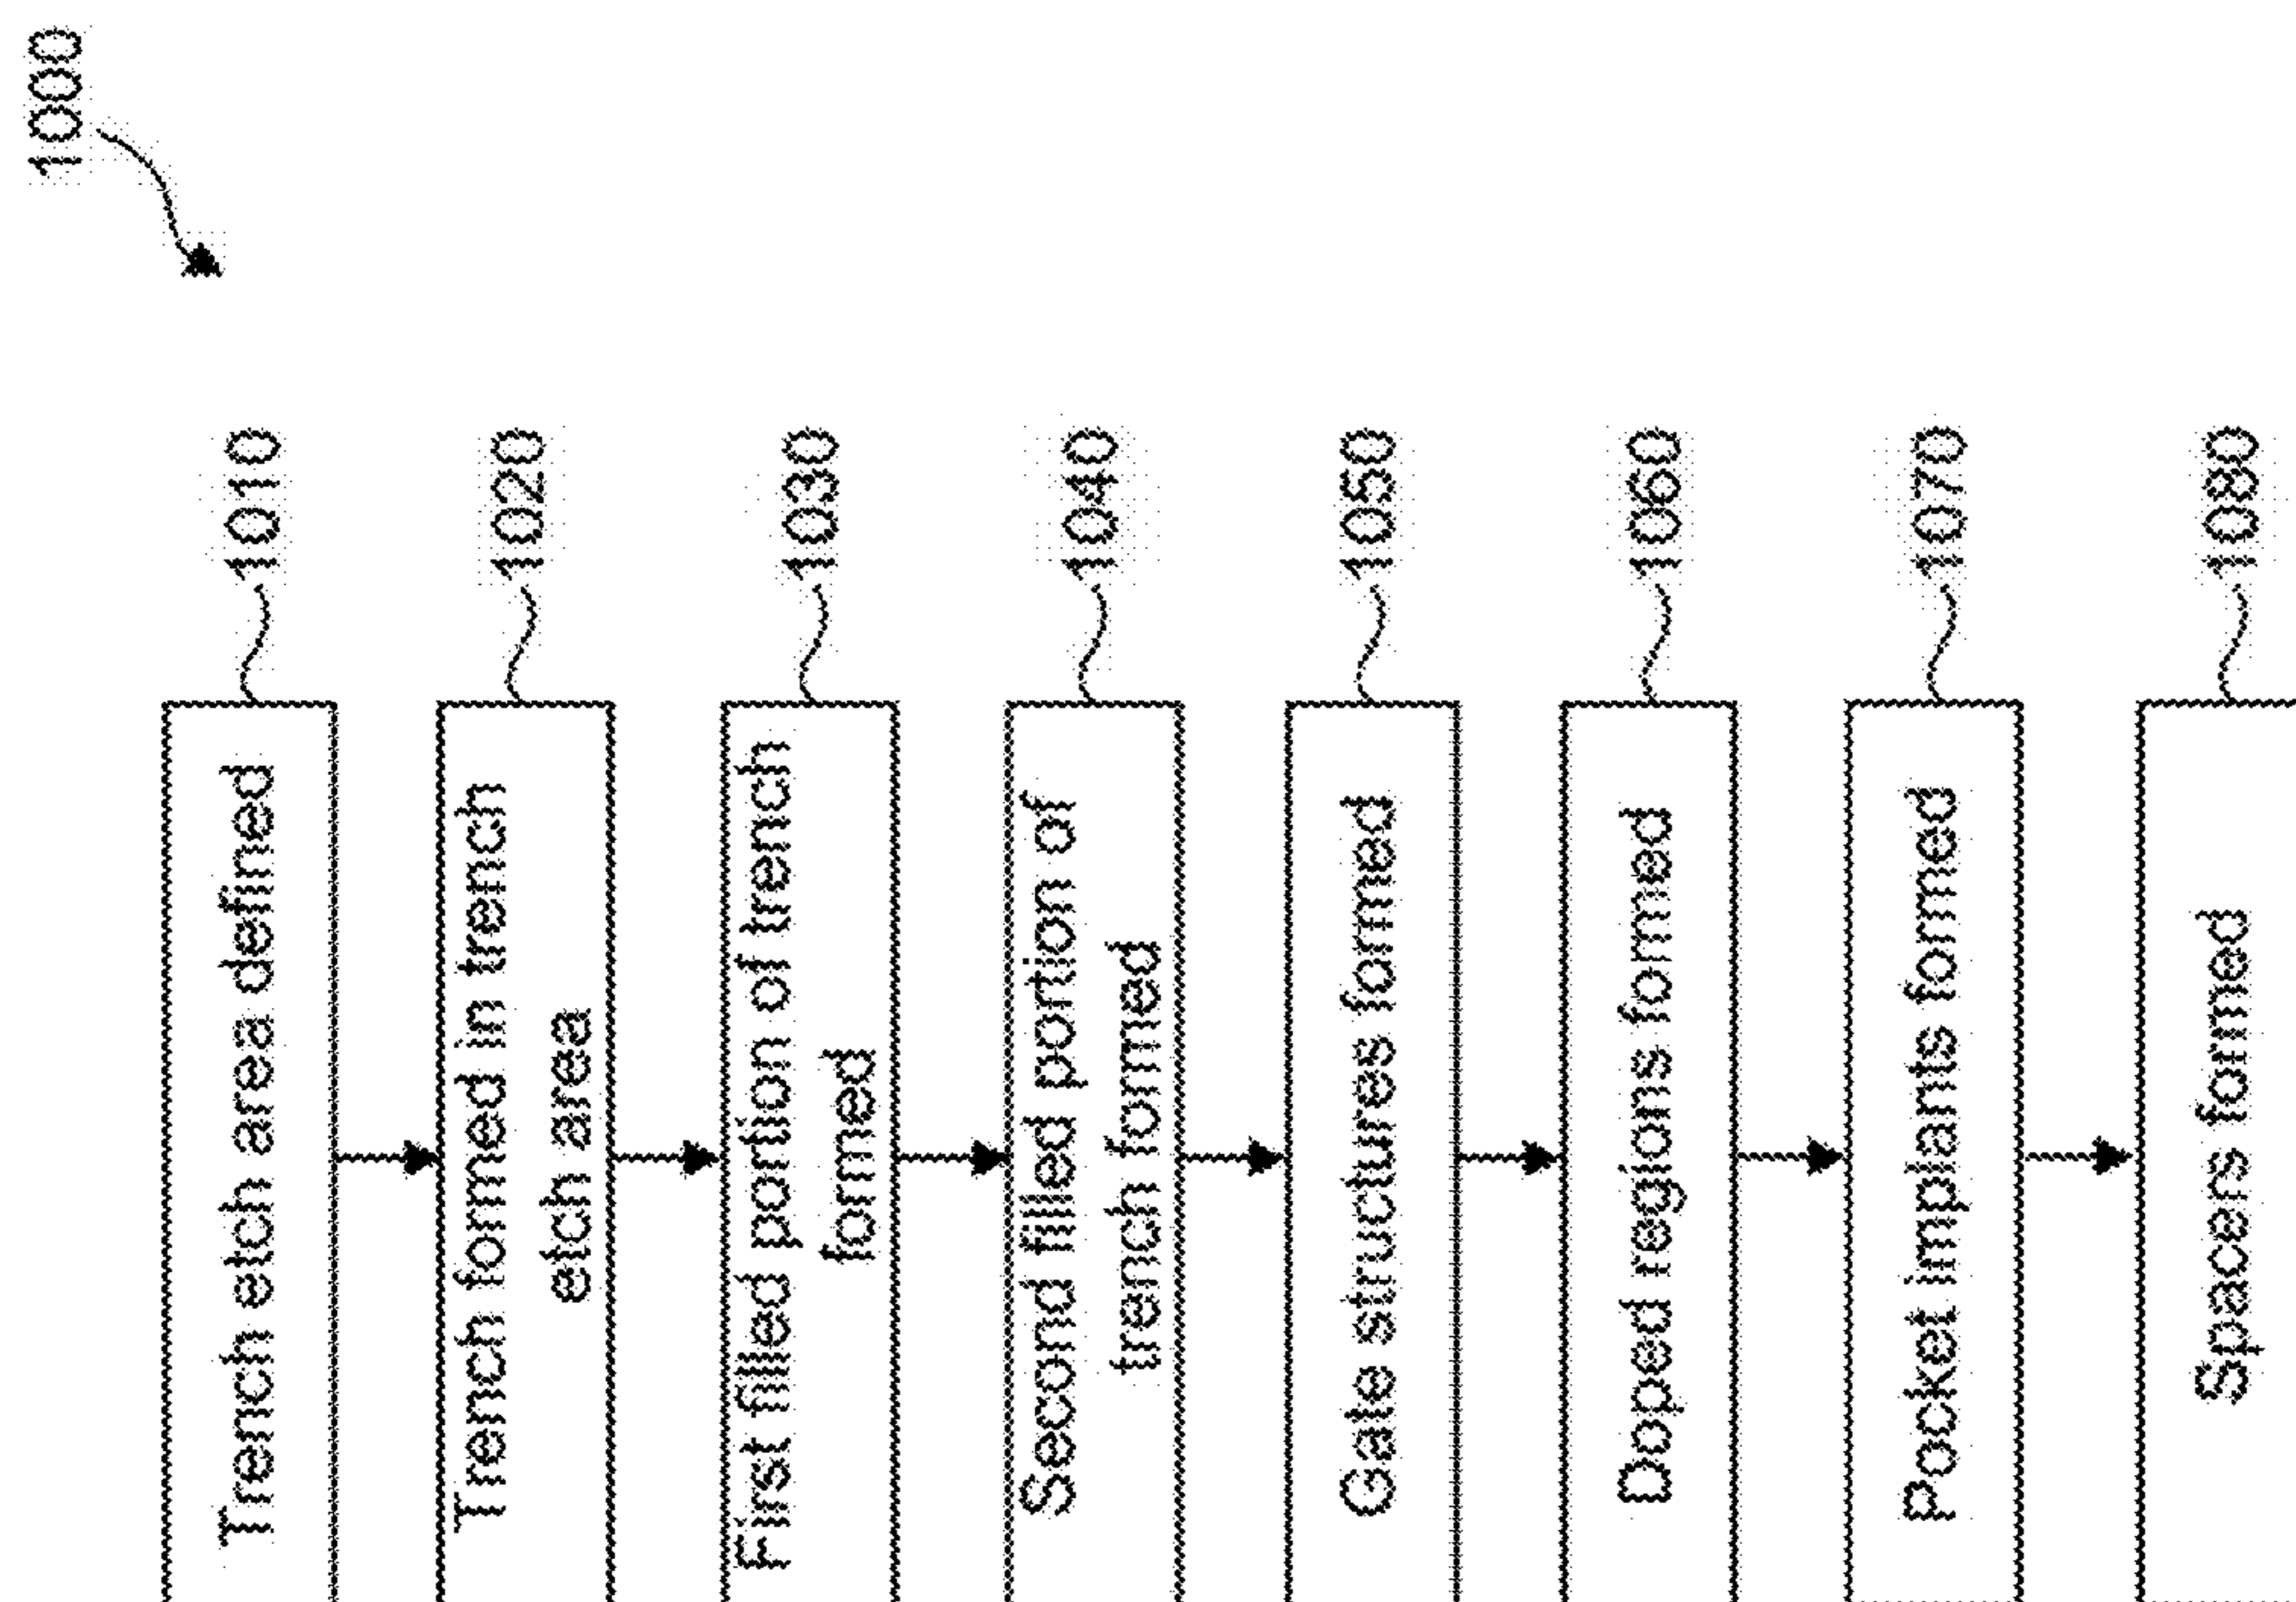 1000
Trench etch area defined
1010
Trench formed in trench
etch area
1020
First filled portion of trench
formed
1030
Second filled portion of
trench formed
1040
Gate structures formed
1050
Doped regions formed
1060
Pocket implants formed
1070
Spacers formed
1080